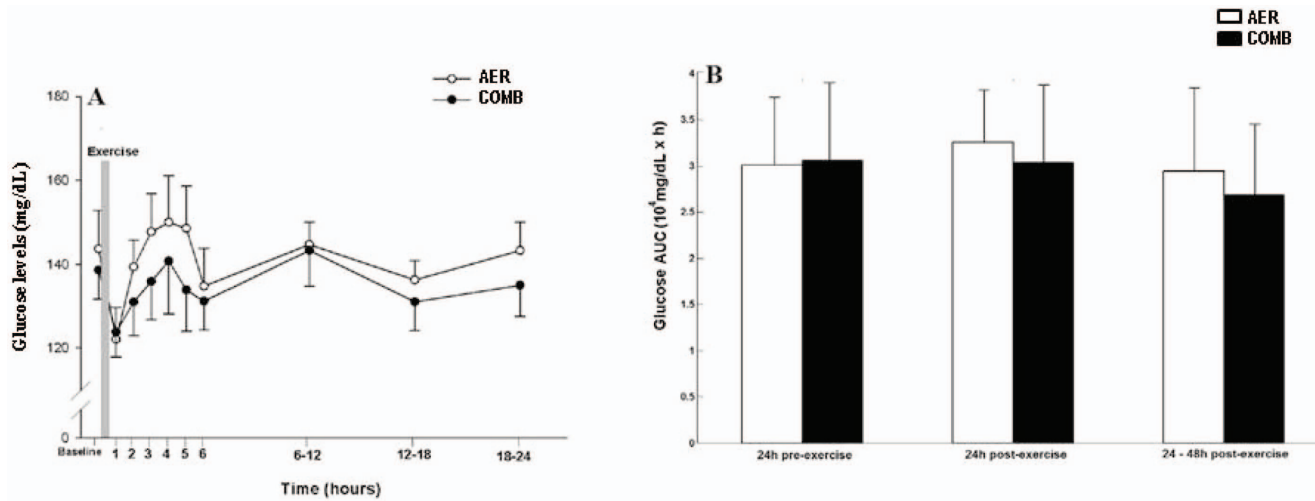 A
AER
COMB
180
160
140
120
0
Exercise
Glucose levels (mg/dL)
Baseline 1 2 3 4 5 6 6-12 12-18 18-24
Time (hours)
AER
COMB
B
4
3.5
3
2.5
2
1.5
1
0.5
0
Glucose AUC (10⁴mg/dL x h)
24h pre-exercise 24h post-exercise 24 - 48h post-exercise